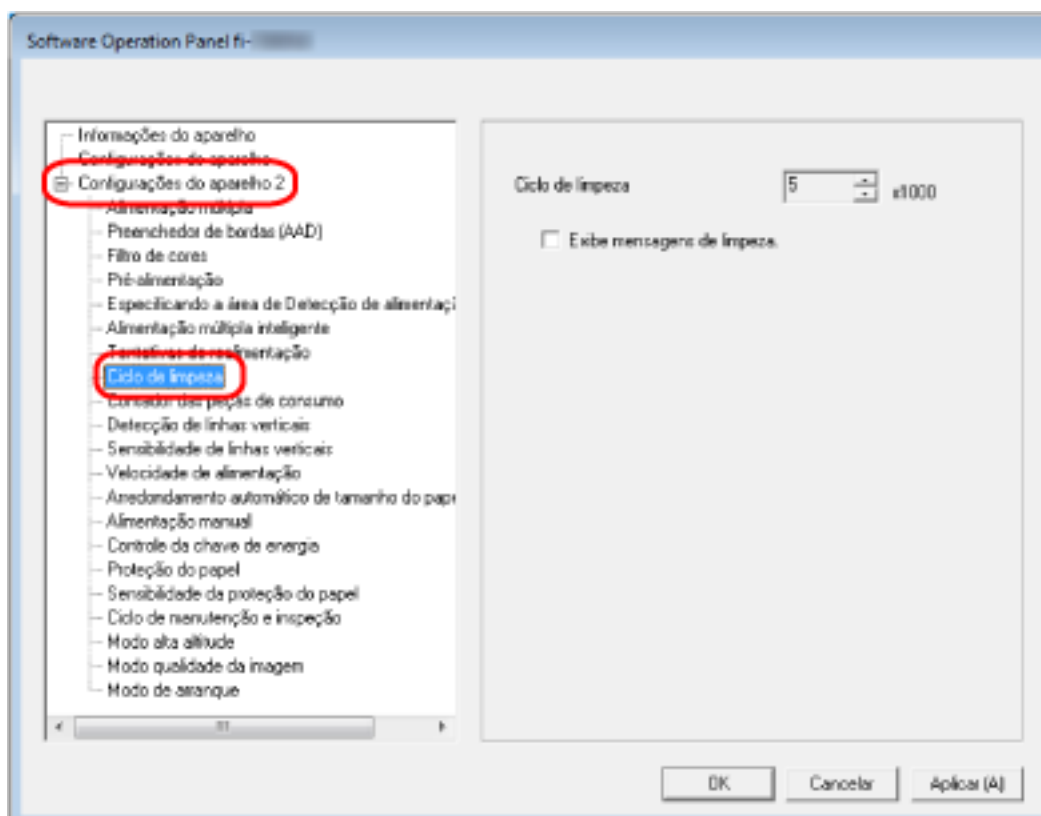 Software Operation Panel fi-
Informações do aparelho
Configurações do aparelho
Configurações do aparelho 2
Alimentação múltipla
Preenchedor de bordas (AAD)
Filtro de cores
Pré-alimentação
Especificando a área de Detecção de alimentaç
Alimentação múltipla inteligente
Tentativas de realimentação
Ciclo de limpeza
Contador das peças de consumo
Detecção de linhas verticais
Sensibilidade de linhas verticais
Velocidade de alimentação
Arredondamento automático de tamanho do pape
Alimentação manual
Controle da chave de energia
Proteção do papel
Sensibilidade da proteção do papel
Ciclo de manutenção e inspeção
Modo alta altitude
Modo qualidade da imagem
Modo de arranque
Ciclo de limpeza 5 x1000
Exibe mensagens de limpeza.
OK Cancelar Aplicar (A)